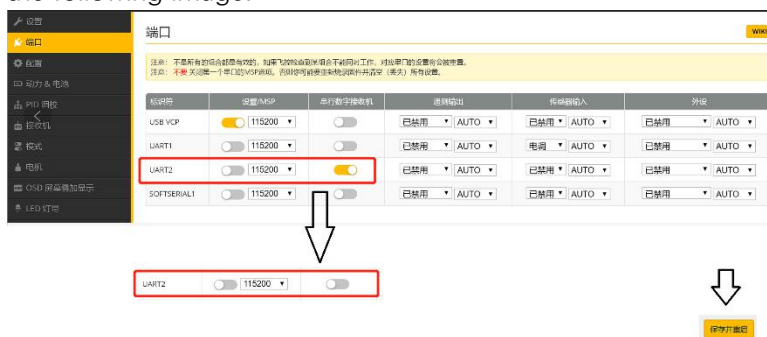 the following image.
设置
端口
配置
动力 & 电池
PID 调校
接收机
模式
电机
OSD 屏幕叠加显示
LED 灯带
端口
WIKI
注意: 不是所有的组合都是有效的。如果飞控检查到某组合不能同时工作, 对应串口的设置将会被重置。
注意: 不要 关闭第一个串口的MSP选项。否则你可能要重新烧录固件并清空（丢失）所有设置。
标识符 设置/MSP 串行数字接收机 遥测输出 传感器输入 外设
USB VCP 115200 已禁用 AUTO 已禁用 AUTO 已禁用 AUTO
UART1 115200 已禁用 AUTO 电调 AUTO 已禁用 AUTO
UART2 115200 已禁用 AUTO 已禁用 AUTO 已禁用 AUTO
SOFTSERIAL1 115200 已禁用 AUTO 已禁用 AUTO 已禁用 AUTO
UART2 115200
保存并重启